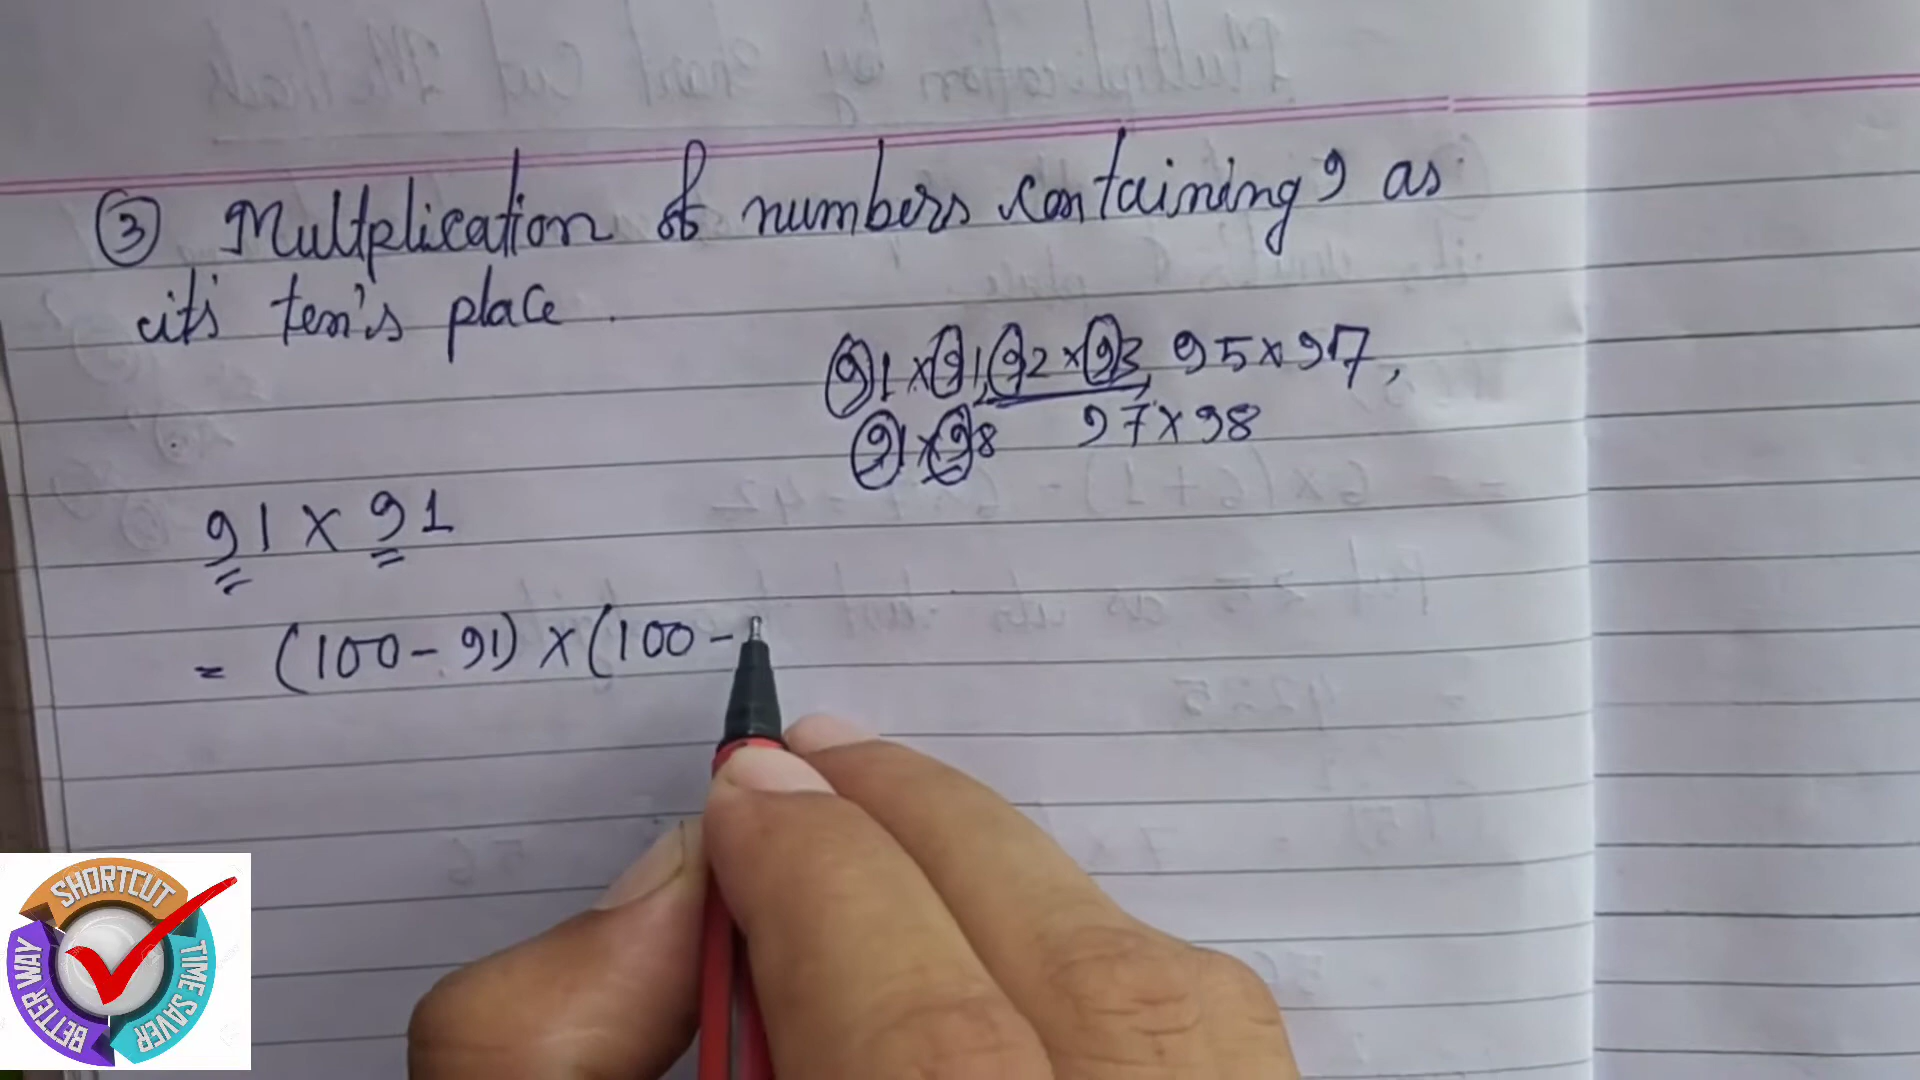 ③ Multplication of numbers containing 9 as
it's ten's place.
91 x 91, 92 x 93, 95 x 97,
91 x 98 97 x 98
91 x 91
= (100 - 91) x (100 -
SHORTCUT
BETTER WAY
TIME SAVER